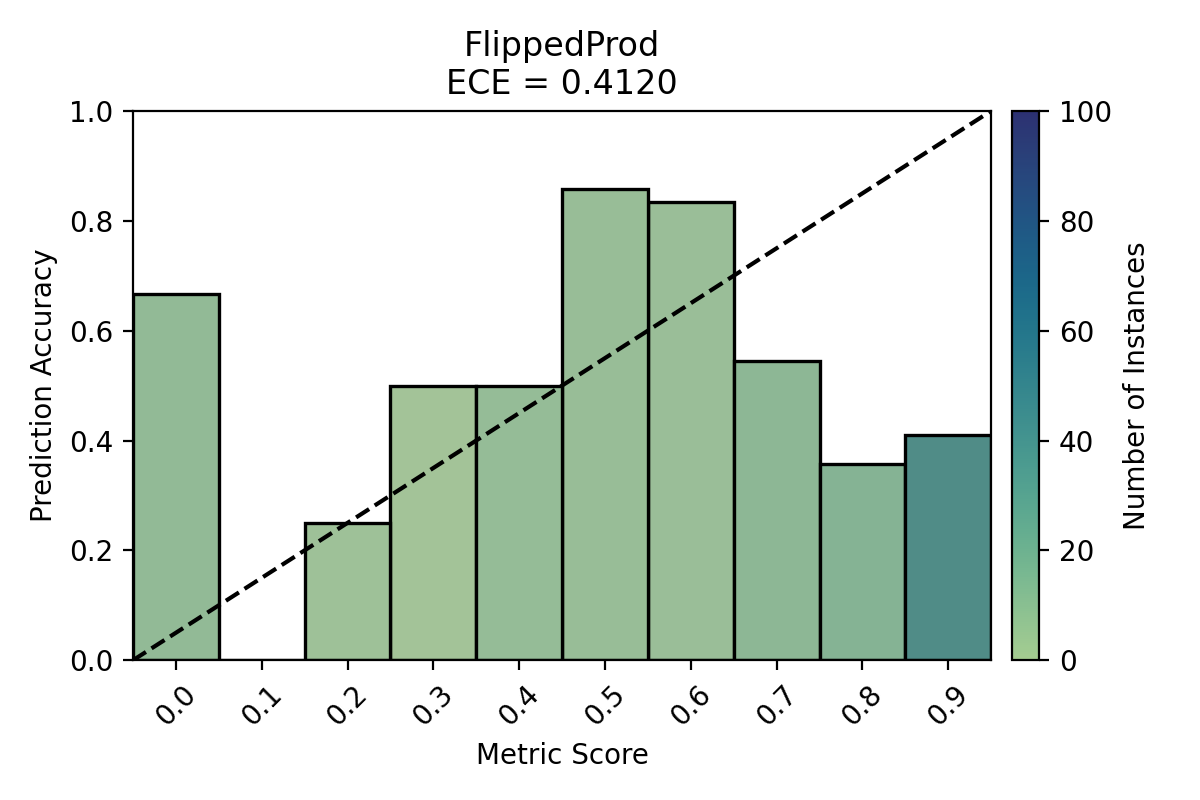 FlippedProd
ECE = 0.4120
1.0
0.8
0.6
0.4
0.2
0.0
Prediction Accuracy
0.0 0.1 0.2 0.3 0.4 0.5 0.6 0.7 0.8 0.9
Metric Score
100
80
60
40
20
0
Number of Instances